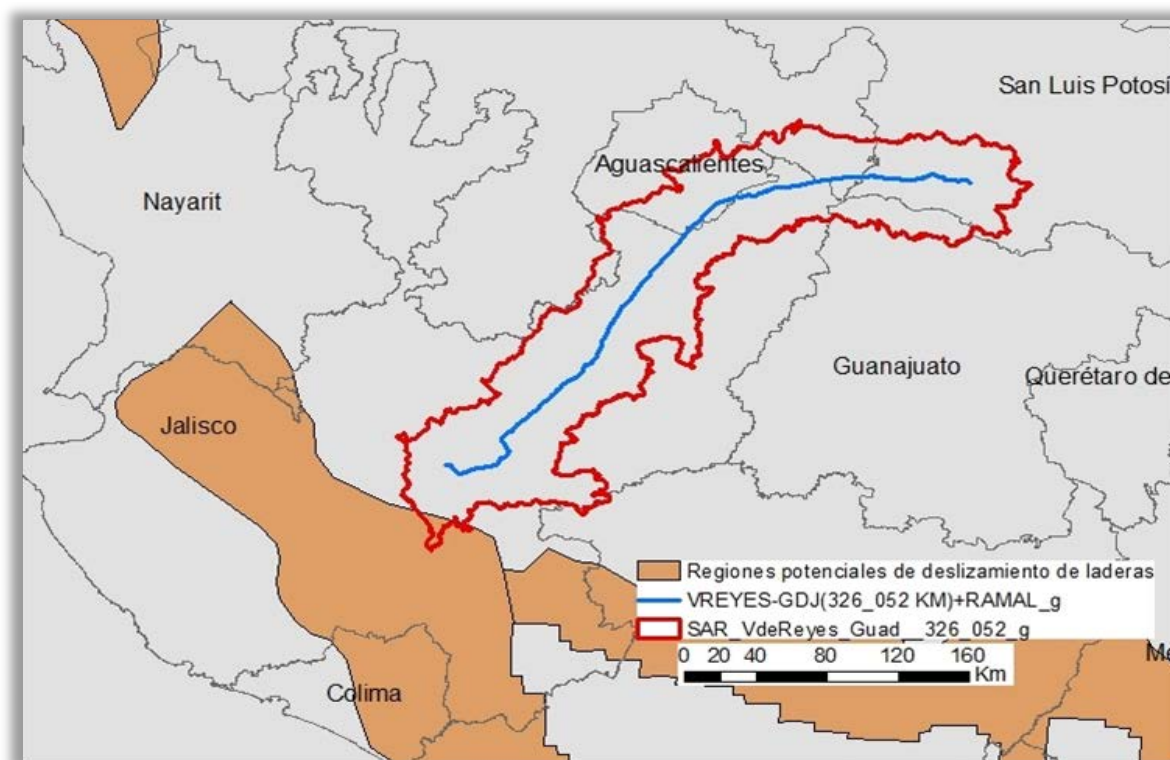 San Luis Potosí
Aguascalientes
Nayarit
Guanajuato
Querétaro de
Jalisco
Regiones potenciales de deslizamiento de laderas
VREYES-GDJ(326_052 KM)+RAMAL_g
SAR_VdeReyes_Guad__326_052_g
Me
0 20 40 80 120 160
Km
Colima